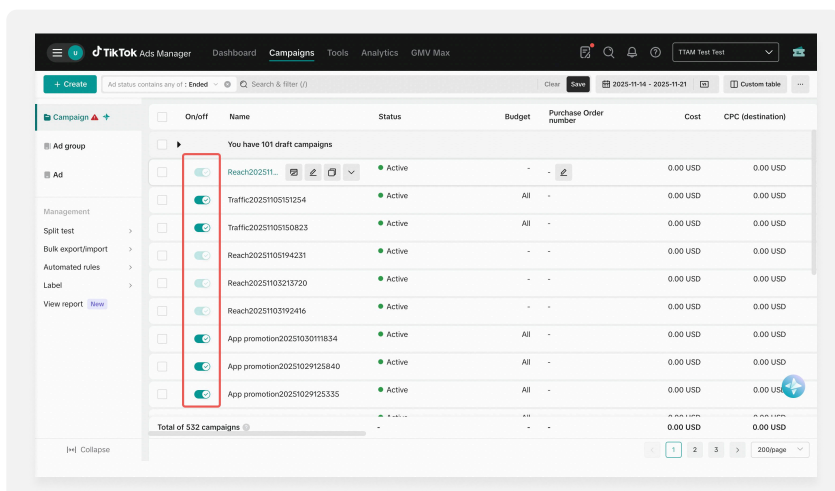 U TikTok Ads Manager Dashboard Campaigns Tools Analytics GMV Max TTAM Test Test
+ Create Ad status contains any of : Ended Search & filter (/) Clear Save 2025-11-14 - 2025-11-21 Custom table ...
Campaign
Ad group
Ad
Management
Split test
Bulk export/import
Automated rules
Label
View report New
Collapse
On/off Name Status Budget Purchase Order number Cost CPC (destination)
You have 101 draft campaigns
Reach202511... Active - - 0.00 USD 0.00 USD
Traffic20251105151254 Active All - 0.00 USD 0.00 USD
Traffic20251105150823 Active All - 0.00 USD 0.00 USD
Reach20251105194231 Active - - 0.00 USD 0.00 USD
Reach20251103213720 Active - - 0.00 USD 0.00 USD
Reach20251103192416 Active - - 0.00 USD 0.00 USD
App promotion20251030111834 Active All - 0.00 USD 0.00 USD
App promotion20251029125840 Active All - 0.00 USD 0.00 USD
App promotion20251029125335 Active All - 0.00 USD 0.00 US
Total of 532 campaigns - - - 0.00 USD 0.00 USD
1 2 3 200/page